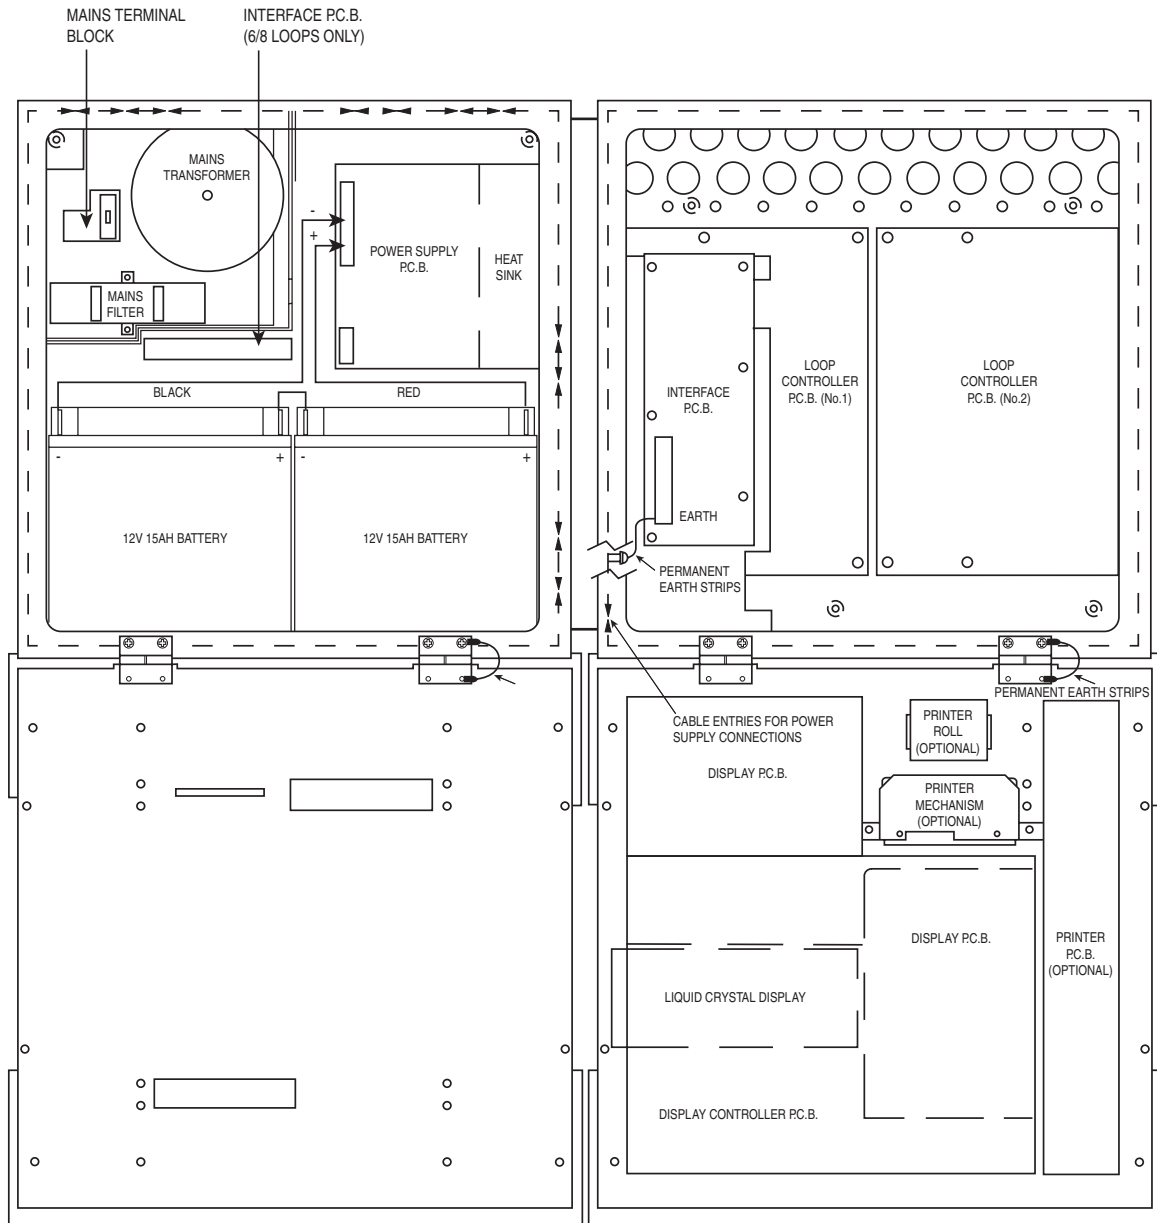 MAINS TERMINAL
BLOCK
INTERFACE P.C.B.
(6/8 LOOPS ONLY)
MAINS
TRANSFORMER
-
+
POWER SUPPLY
P.C.B.
HEAT
SINK
MAINS
FILTER
BLACK
RED
-
+
-
+
12V 15AH BATTERY
12V 15AH BATTERY
INTERFACE
P.C.B.
LOOP
CONTROLLER
P.C.B. (No.1)
LOOP
CONTROLLER
P.C.B. (No.2)
EARTH
PERMANENT
EARTH STRIPS
PERMANENT EARTH STRIPS
CABLE ENTRIES FOR POWER
SUPPLY CONNECTIONS
DISPLAY P.C.B.
PRINTER
ROLL
(OPTIONAL)
PRINTER
MECHANISM
(OPTIONAL)
DISPLAY P.C.B.
PRINTER
P.C.B.
(OPTIONAL)
LIQUID CRYSTAL DISPLAY
DISPLAY CONTROLLER P.C.B.